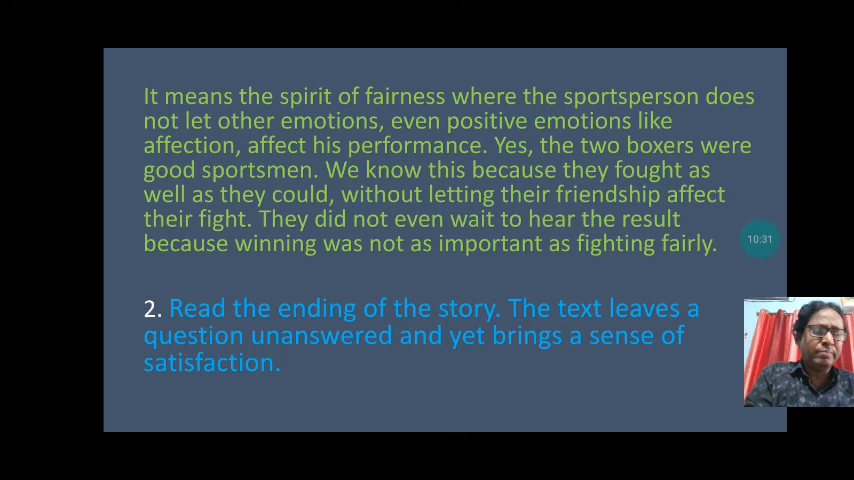 It means the spirit of fairness where the sportsperson does
not let other emotions, even positive emotions like
affection, affect his performance. Yes, the two boxers were
good sportsmen. We know this because they fought as
well as they could, without letting their friendship affect
their fight. They did not even wait to hear the result
because winning was not as important as fighting fairly.
10:31
2. Read the ending of the story. The text leaves a
question unanswered and yet brings a sense of
satisfaction.